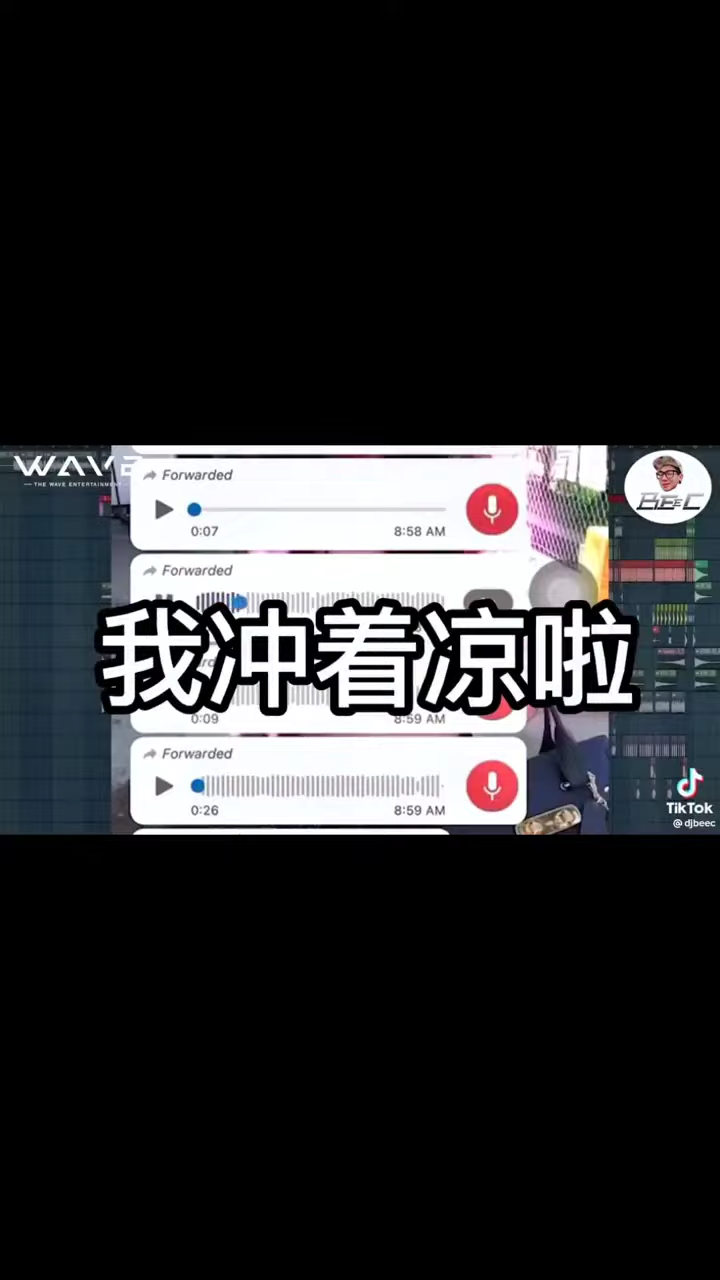 WAVE
THE WAVE ENTERTAINMENT
Forwarded
0:07
8:58 AM
BEEC
Forwarded
我冲着凉啦
0:09
8:59 AM
Forwarded
0:26
8:59 AM
TikTok
@djbeec